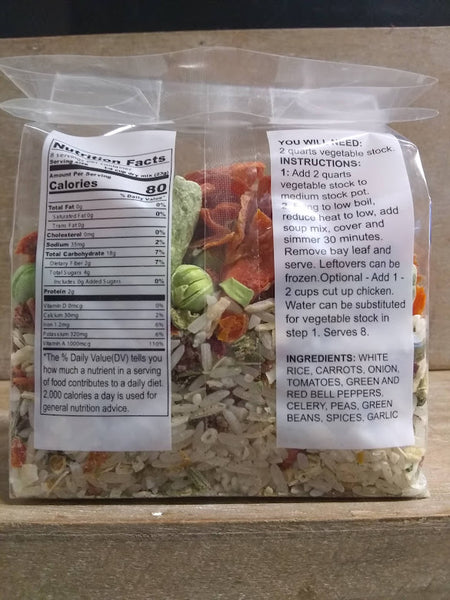 Nutrition Facts
8 servings per container
Serving size cup dry mix (23g)
Amount Per Serving
Calories 80
% Daily Value*
Total Fat 0g 0%
Saturated Fat 0g 0%
Trans Fat 0g
Cholesterol 0mg 0%
Sodium 35mg 2%
Total Carbohydrate 18g 7%
Dietary Fiber 2g 7%
Total Sugars 4g
Includes 0g Added Sugars 0%
Protein 2g
Vitamin D 0mcg 0%
Calcium 30mg 2%
Iron 1.2mg 6%
Potassium 320mg 6%
Vitamin A 1000mcg 110%
*The % Daily Value(DV) tells you
how much a nutrient in a serving
of food contributes to a daily diet.
2,000 calories a day is used for
general nutrition advice.
YOU WILL NEED:
2 quarts vegetable stock.
INSTRUCTIONS:
1: Add 2 quarts
vegetable stock to
medium stock pot.
2. Bring to low boil,
reduce heat to low, add
soup mix, cover and
simmer 30 minutes.
Remove bay leaf and
serve. Leftovers can be
frozen.Optional - Add 1 -
2 cups cut up chicken.
Water can be substituted
for vegetable stock in
step 1. Serves 8.
INGREDIENTS: WHITE
RICE, CARROTS, ONION,
TOMATOES, GREEN AND
RED BELL PEPPERS,
CELERY, PEAS, GREEN
BEANS, SPICES, GARLIC